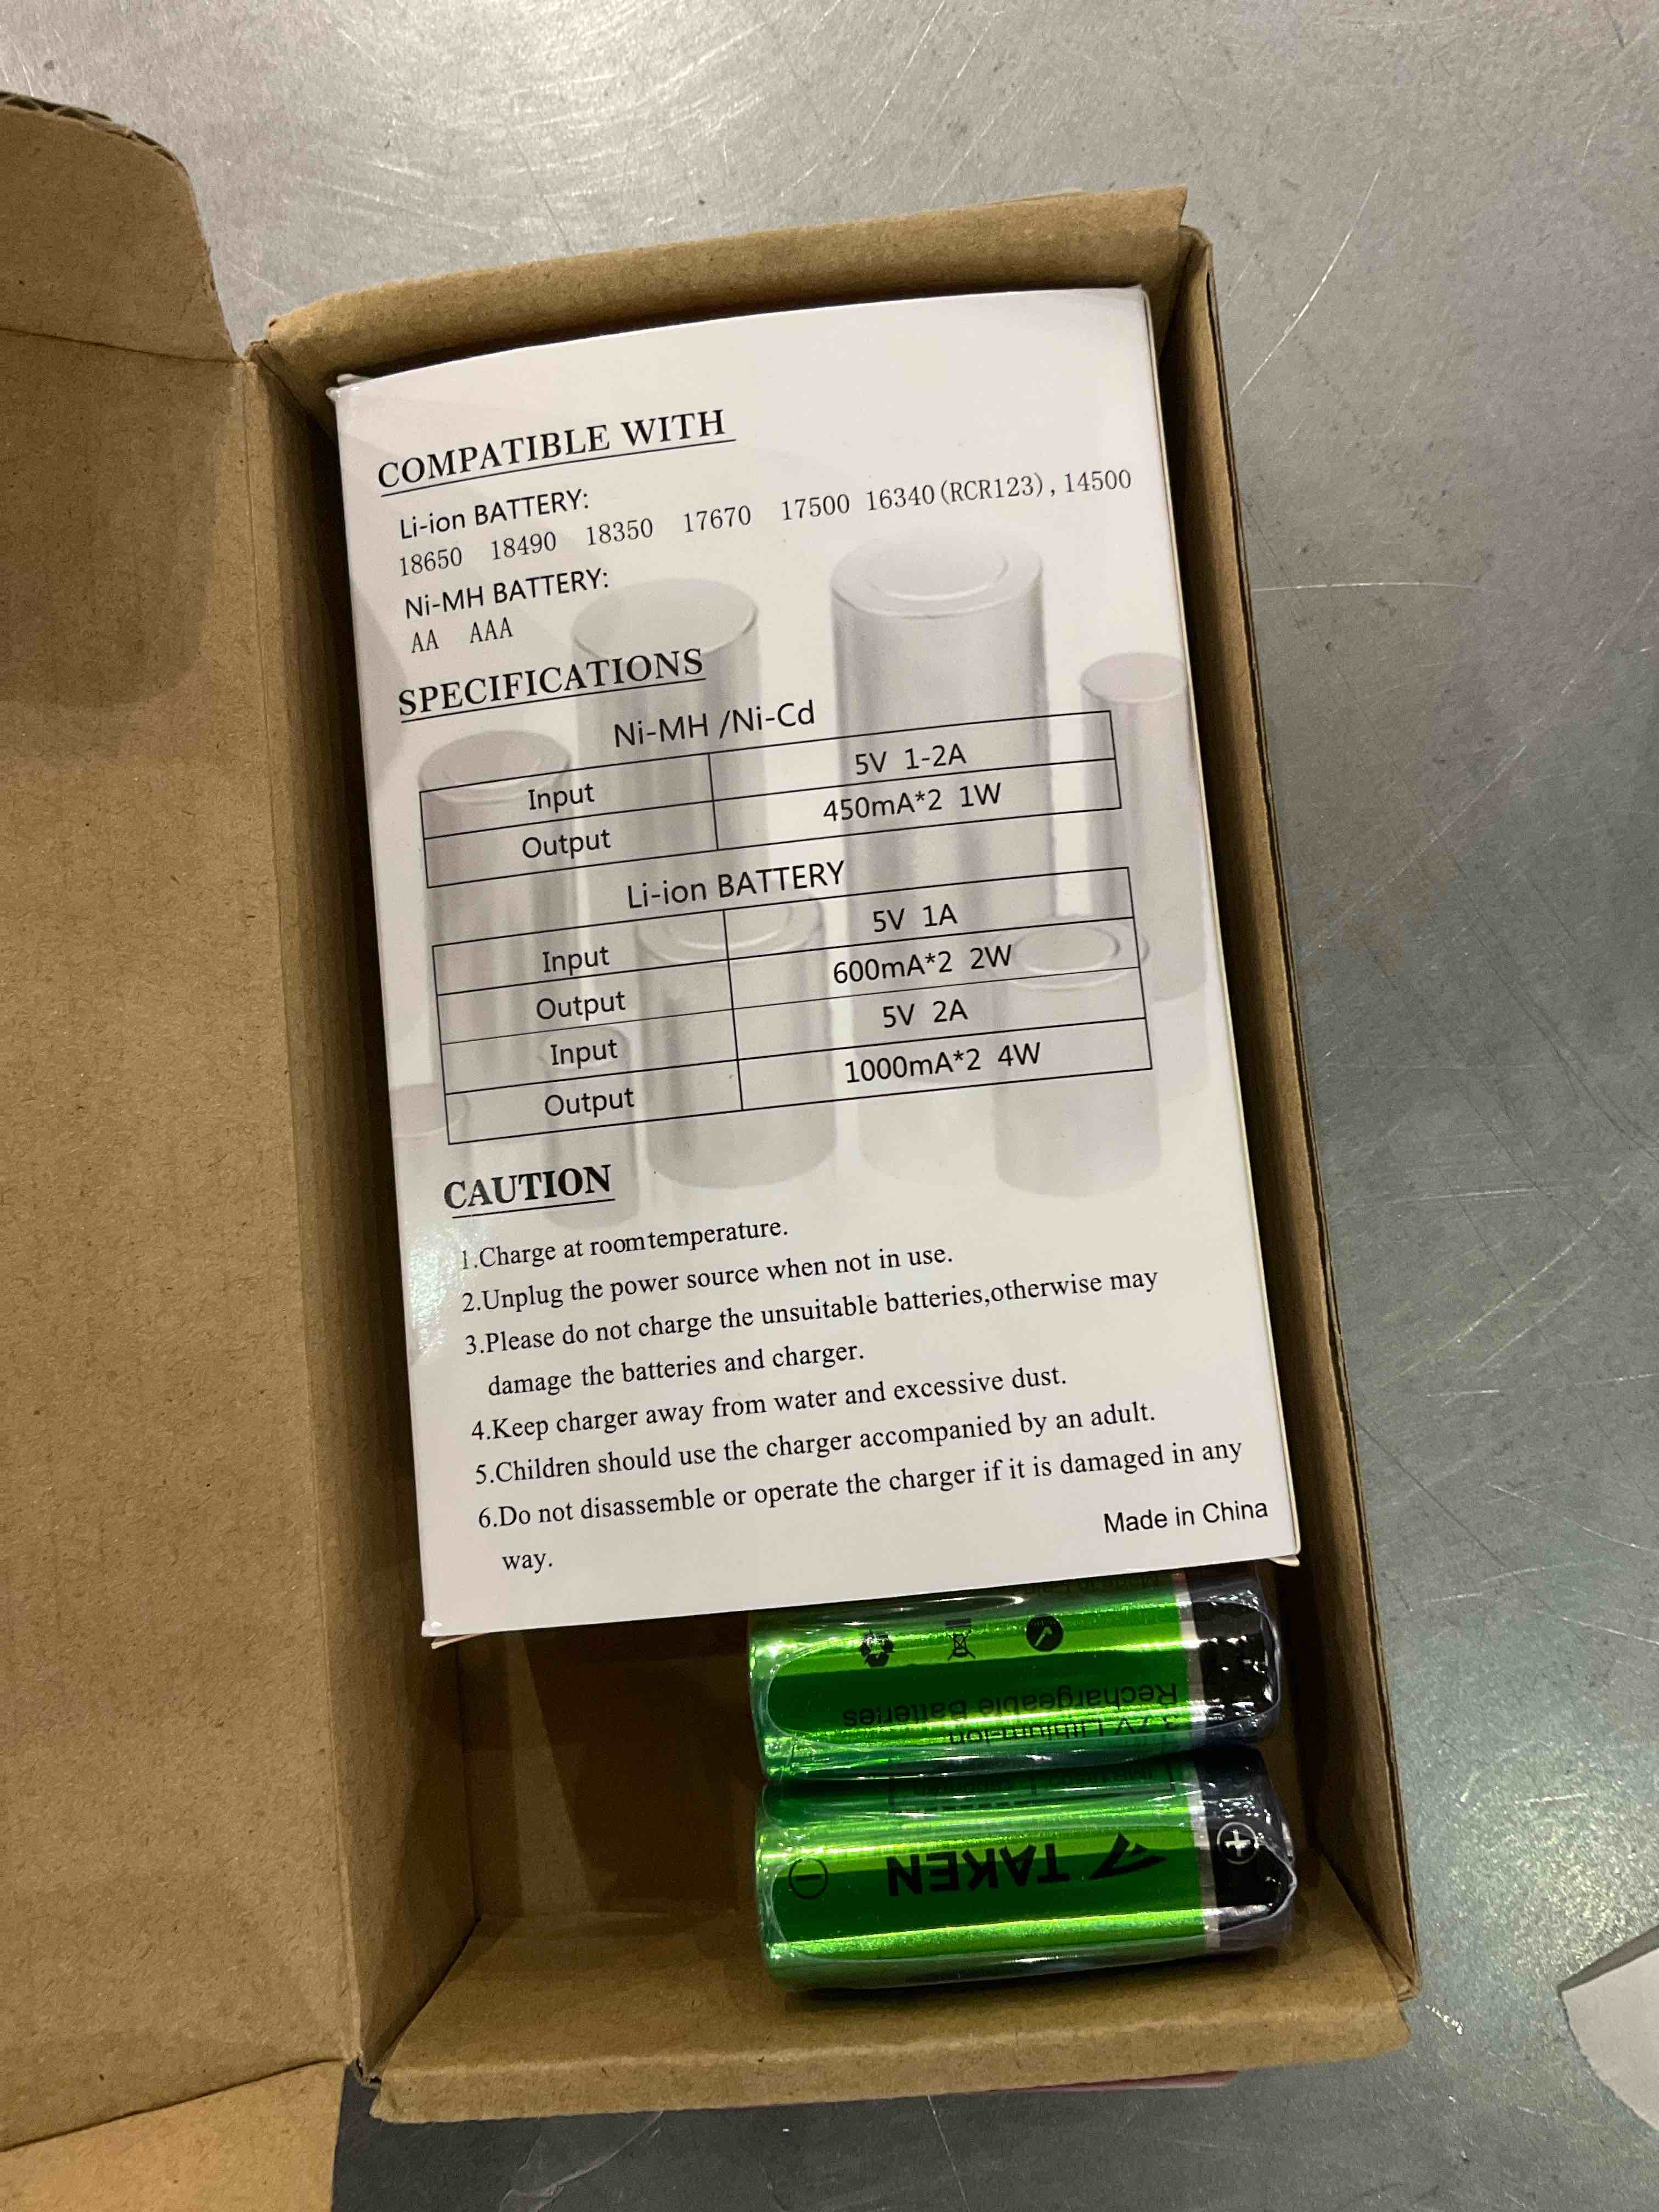 COMPATIBLE WITH
Li-ion BATTERY:
18650 18490 18350 17670 17500 16340(RCR123),14500
Ni-MH BATTERY:
AA AAA
SPECIFICATIONS
Ni-MH /Ni-Cd
Input 5V 1-2A
Output 450mA*2 1W
Li-ion BATTERY
Input 5V 1A
Output 600mA*2 2W
Input 5V 2A
Output 1000mA*2 4W
CAUTION
1.Charge at roomtemperature.
2.Unplug the power source when not in use.
3.Please do not charge the unsuitable batteries,otherwise may
damage the batteries and charger.
4.Keep charger away from water and excessive dust.
5.Children should use the charger accompanied by an adult.
6.Do not disassemble or operate the charger if it is damaged in any
way.
Made in China
3.7V Lithium-ion
Rechargeable Batteries
TAKEN